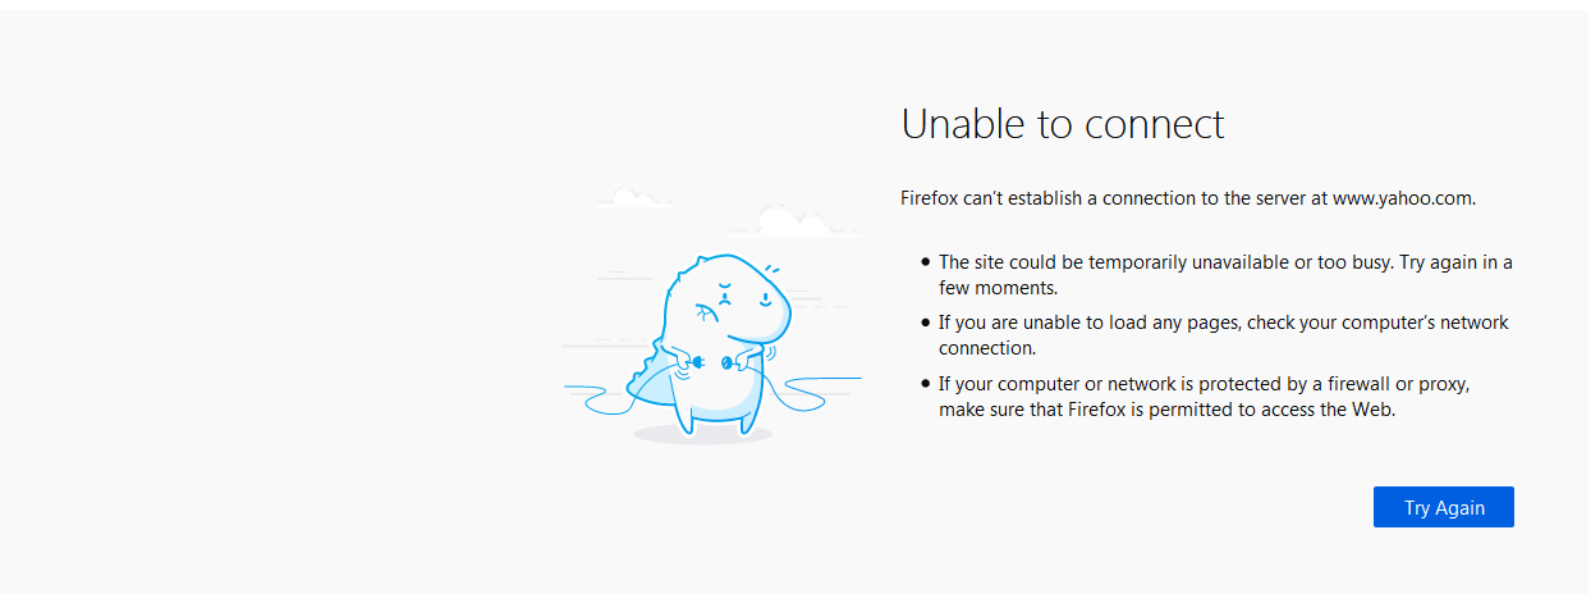 Unable to connect
Firefox can’t establish a connection to the server at www.yahoo.com.
● The site could be temporarily unavailable or too busy. Try again in a
few moments.
● If you are unable to load any pages, check your computer’s network
connection.
● If your computer or network is protected by a firewall or proxy,
make sure that Firefox is permitted to access the Web.
Try Again